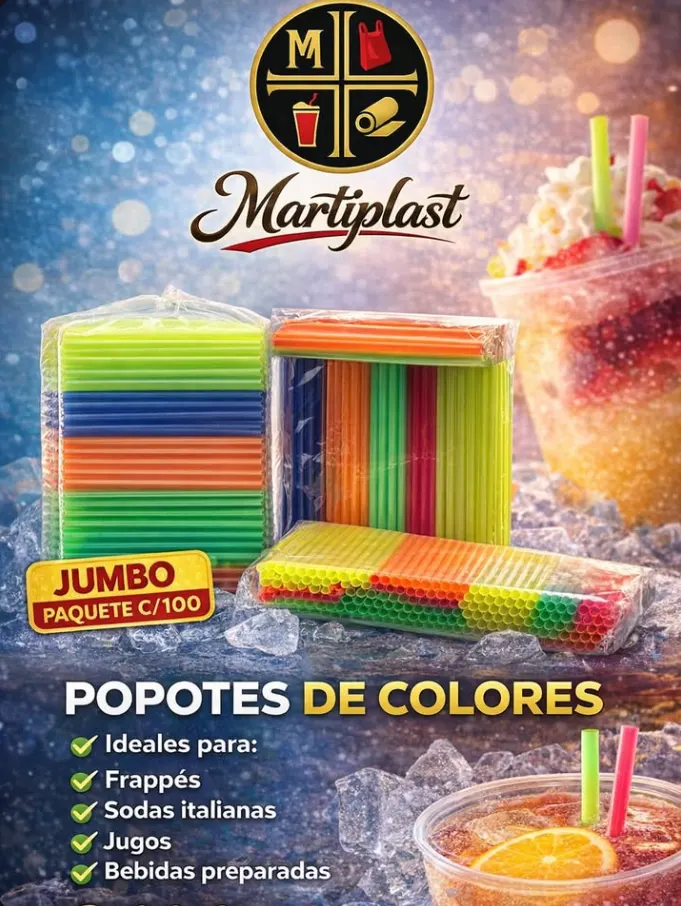 M
Martiplast
JUMBO
PAQUETE C/100
POPOTES DE COLORES
Ideales para:
Frappés
Sodas italianas
Jugos
Bebidas preparadas